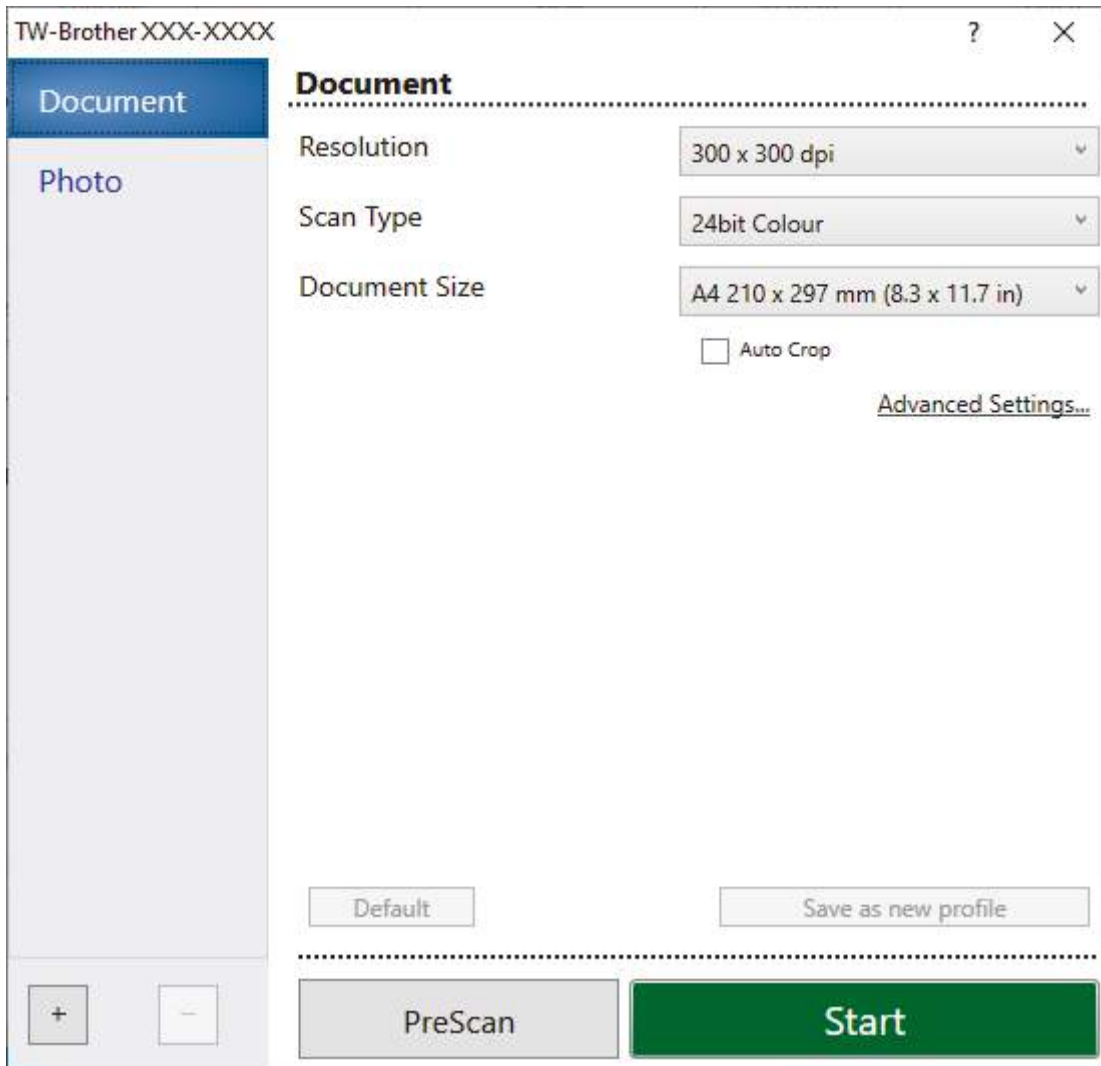 TW-Brother XXX-XXXX ?
Document
Photo
Document
Resolution 300 x 300 dpi
Scan Type 24bit Colour
Document Size A4 210 x 297 mm (8.3 x 11.7 in)
Auto Crop
Advanced Settings...
Default Save as new profile
+ − PreScan Start